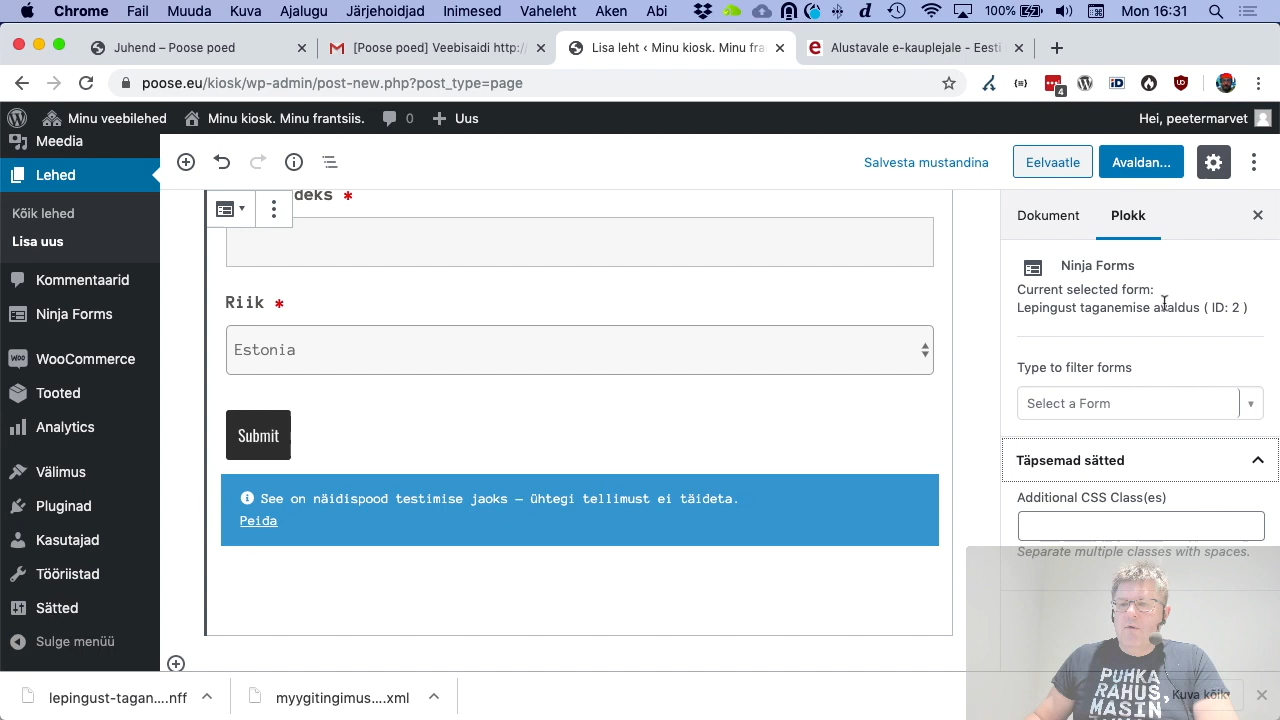 Chrome Fail Muuda Kuva Ajalugu Järjehoidjad Inimesed Vaheleht Aken Abi 100% Mon 16:31
Juhend – Poose poed
[Poose poed] Veebisaidi http:/
Lisa leht ‹ Minu kiosk. Minu fra
Alustavale e-kauplejale - Eesti
poose.eu/kiosk/wp-admin/post-new.php?post_type=page
4
Minu veebilehed Minu kiosk. Minu frantsiis. 0 Uus Hei, peetermarvet
Meedia
Lehed
Kõik lehed
Lisa uus
Kommentaarid
Ninja Forms
WooCommerce
Tooted
Analytics
Välimus
Pluginad
Kasutajad
Tööriistad
Sätted
Sulge menüü
Salvesta mustandina Eelvaatle Avaldan...
deks *
Riik *
Estonia
Submit
See on näidispood testimise jaoks — ühtegi tellimust ei täideta.
Peida
Dokument Plokk
Ninja Forms
Current selected form:
Lepingust taganemise avaldus ( ID: 2 )
Type to filter forms
Select a Form
Täpsemad sätted
Additional CSS Class(es)
Separate multiple classes with spaces.
PUHKA
RAHUS,
MASIN
lepingust-tagan....nff
myygitingimus....xml
Kuva kõik